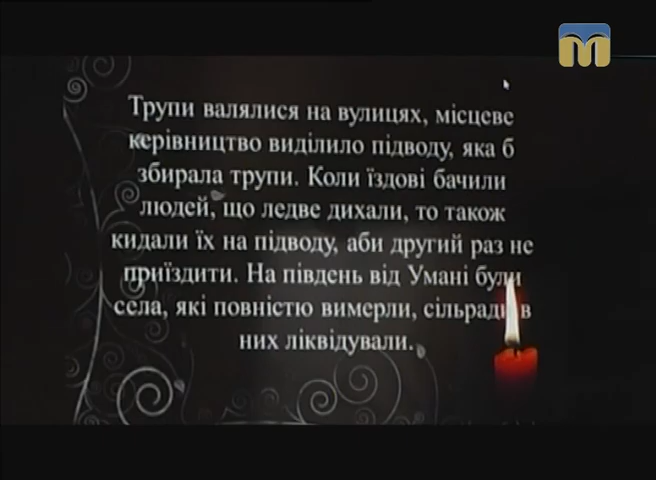 Трупи валялися на вулицях, місцеве
керівництво виділило підводу, яка б
збирала трупи. Коли їздові бачили
людей, що ледве дихали, то також
кидали їх на підводу, аби другий раз не
приїздити. На південь від Умані були
села, які повністю вимерли, сільради в
них ліквідували.